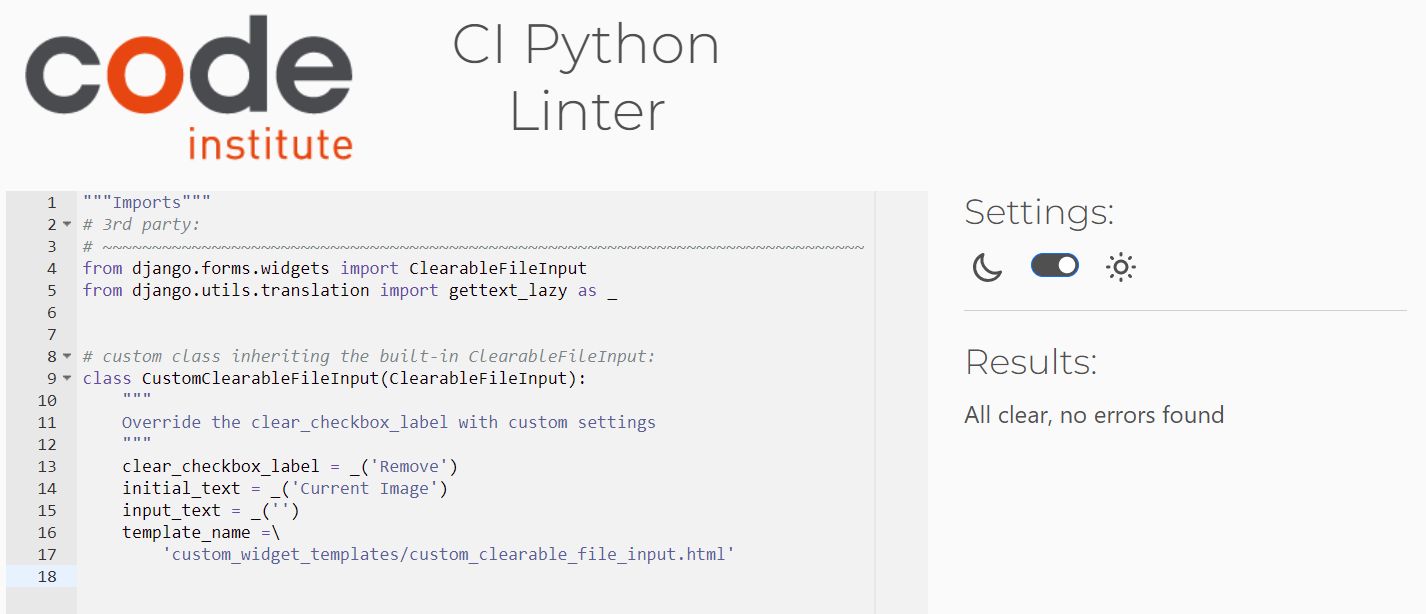 code
institute
CI Python
Linter
1 """Imports"""
2 # 3rd party:
3 # ~~~~~~~~~~~~~~~~~~~~~~~~~~~~~~~~~~~~~~~~~~~~~~~~~~~~~~~~~~~~~~~~~~~~~~~~~~~~~
4 from django.forms.widgets import ClearableFileInput
5 from django.utils.translation import gettext_lazy as _
6
7
8 # custom class inheriting the built-in ClearableFileInput:
9 class CustomClearableFileInput(ClearableFileInput):
10     """
11     Override the clear_checkbox_label with custom settings
12     """
13     clear_checkbox_label = _('Remove')
14     initial_text = _('Current Image')
15     input_text = _('')
16     template_name =\
17         'custom_widget_templates/custom_clearable_file_input.html'
18
Settings:
Results:
All clear, no errors found